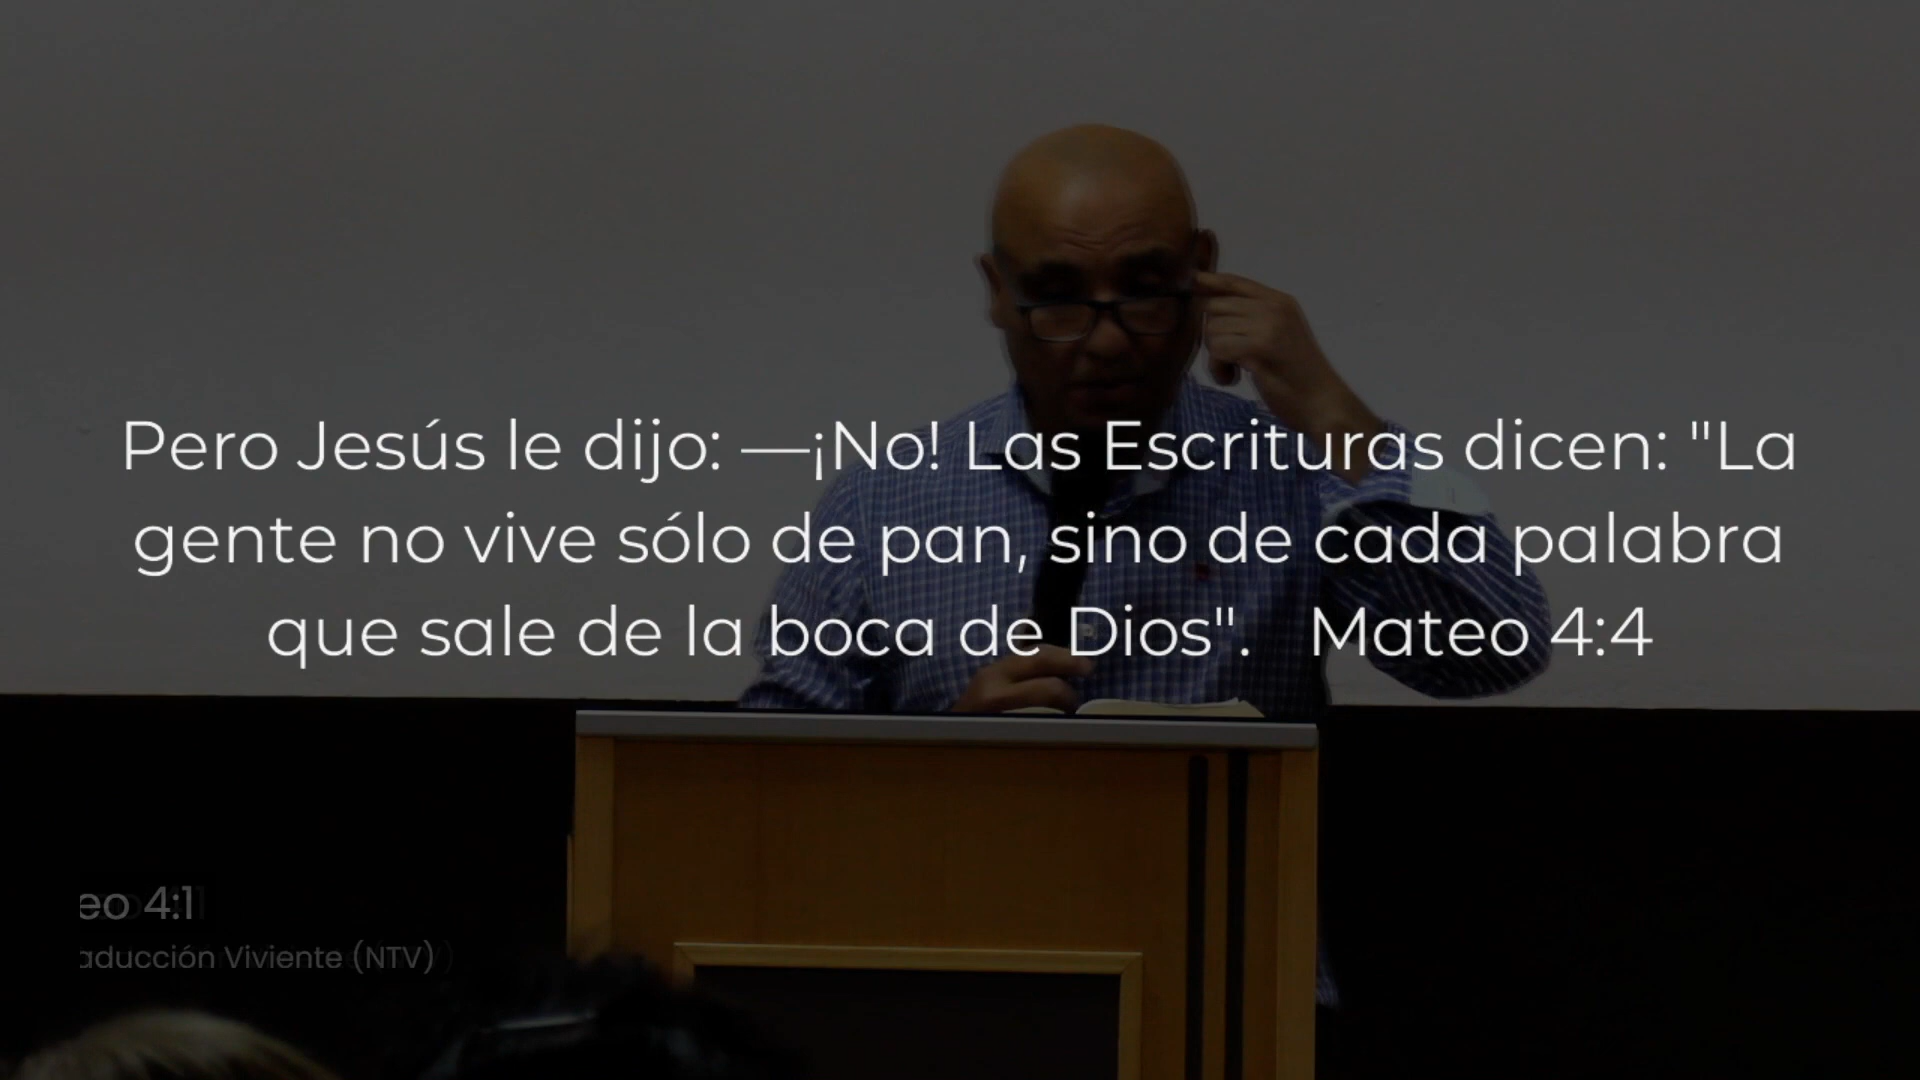 Pero Jesús le dijo: —¡No! Las Escrituras dicen: "La
gente no vive sólo de pan, sino de cada palabra
que sale de la boca de Dios". Mateo 4:4
eo 4:1
aducción Viviente (NTV)